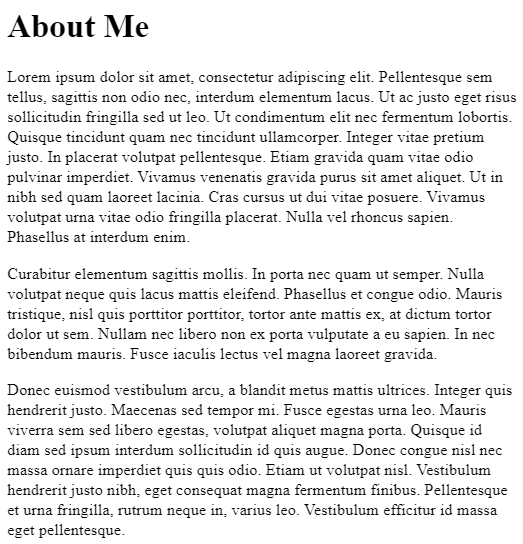 About Me
Lorem ipsum dolor sit amet, consectetur adipiscing elit. Pellentesque sem
tellus, sagittis non odio nec, interdum elementum lacus. Ut ac justo eget risus
sollicitudin fringilla sed ut leo. Ut condimentum elit nec fermentum lobortis.
Quisque tincidunt quam nec tincidunt ullamcorper. Integer vitae pretium
justo. In placerat volutpat pellentesque. Etiam gravida quam vitae odio
pulvinar imperdiet. Vivamus venenatis gravida purus sit amet aliquet. Ut in
nibh sed quam laoreet lacinia. Cras cursus ut dui vitae posuere. Vivamus
volutpat urna vitae odio fringilla placerat. Nulla vel rhoncus sapien.
Phasellus at interdum enim.
Curabitur elementum sagittis mollis. In porta nec quam ut semper. Nulla
volutpat neque quis lacus mattis eleifend. Phasellus et congue odio. Mauris
tristique, nisl quis porttitor porttitor, tortor ante mattis ex, at dictum tortor
dolor ut sem. Nullam nec libero non ex porta vulputate a eu sapien. In nec
bibendum mauris. Fusce iaculis lectus vel magna laoreet gravida.
Donec euismod vestibulum arcu, a blandit metus mattis ultrices. Integer quis
hendrerit justo. Maecenas sed tempor mi. Fusce egestas urna leo. Mauris
viverra sem sed libero egestas, volutpat aliquet magna porta. Quisque id
diam sed ipsum interdum sollicitudin id quis augue. Donec congue nisl nec
massa ornare imperdiet quis quis odio. Etiam ut volutpat nisl. Vestibulum
hendrerit justo nibh, eget consequat magna fermentum finibus. Pellentesque
et urna fringilla, rutrum neque in, varius leo. Vestibulum efficitur id massa
eget pellentesque.